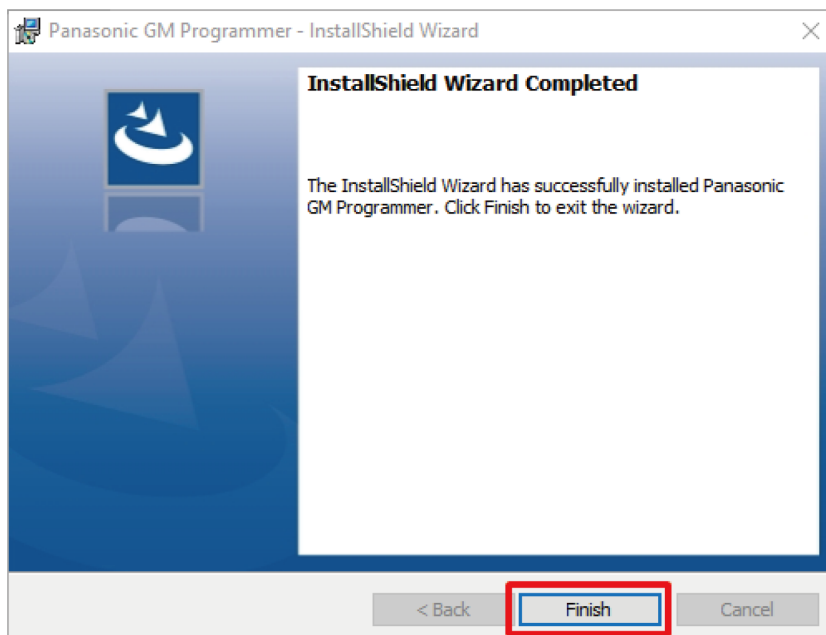 Panasonic GM Programmer - InstallShield Wizard
InstallShield Wizard Completed
The InstallShield Wizard has successfully installed Panasonic
GM Programmer. Click Finish to exit the wizard.
< Back
Finish
Cancel